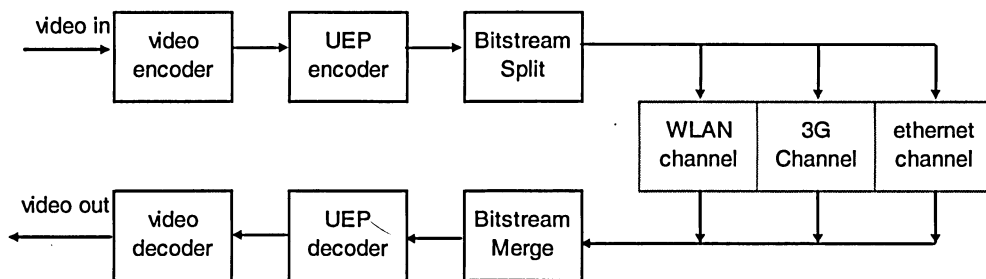 video in
video
encoder
UEP
encoder
Bitstream
Split
WLAN
channel
3G
Channel
ethernet
channel
video out
video
decoder
UEP
decoder
Bitstream
Merge